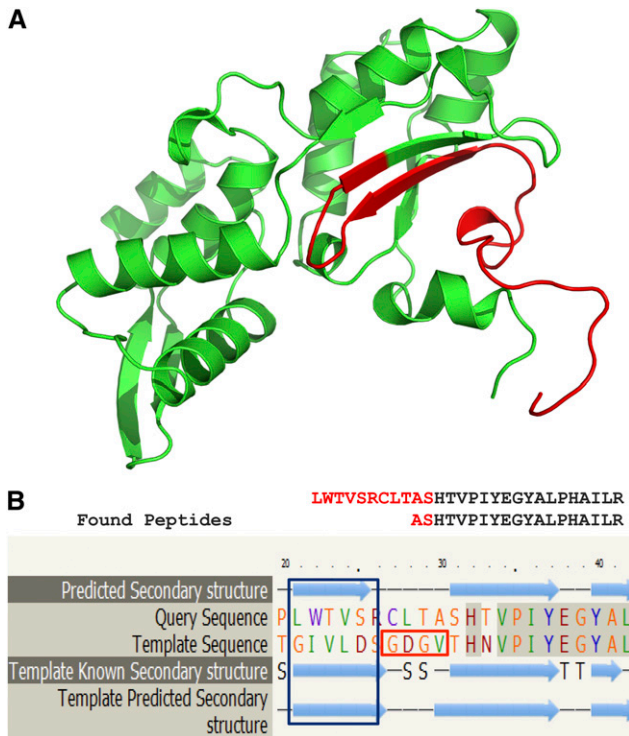 A
B
LWTVSRCLTASHTVPIYEGYALPHAILR
Found Peptides ASHTVPIYEGYALPHAILR
20 . 30 . 40
Predicted Secondary structure
Query Sequence PLWTVSRCLTASHTVPIYEGYAL
Template Sequence TGIVLDSGDGVTHNVPIYEGYAL
Template Known Secondary structure S SS TT
Template Predicted Secondary
structure